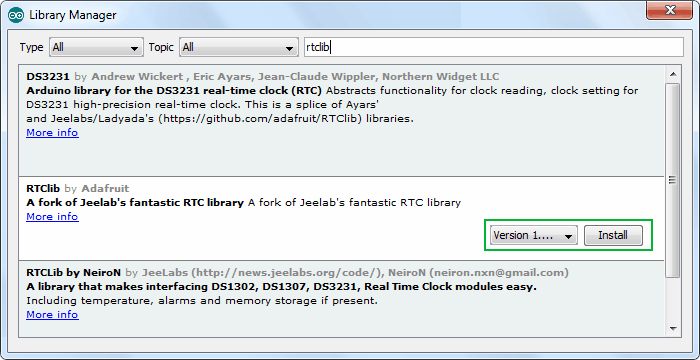 Library Manager
Type All Topic All rtclib
DS3231 by Andrew Wickert , Eric Ayars, Jean-Claude Wippler, Northern Widget LLC
Arduino library for the DS3231 real-time clock (RTC) Abstracts functionality for clock reading, clock setting for
DS3231 high-precision real-time clock. This is a splice of Ayars'
and Jeelabs/Ladyada's (https://github.com/adafruit/RTClib) libraries.
More info
RTClib by Adafruit
A fork of Jeelab's fantastic RTC library A fork of Jeelab's fantastic RTC library
More info
Version 1.... Install
RTCLib by NeiroN by JeeLabs (http://news.jeelabs.org/code/), NeiroN (neiron.nxn@gmail.com)
A library that makes interfacing DS1302, DS1307, DS3231, Real Time Clock modules easy.
Including temperature, alarms and memory storage if present.
More info